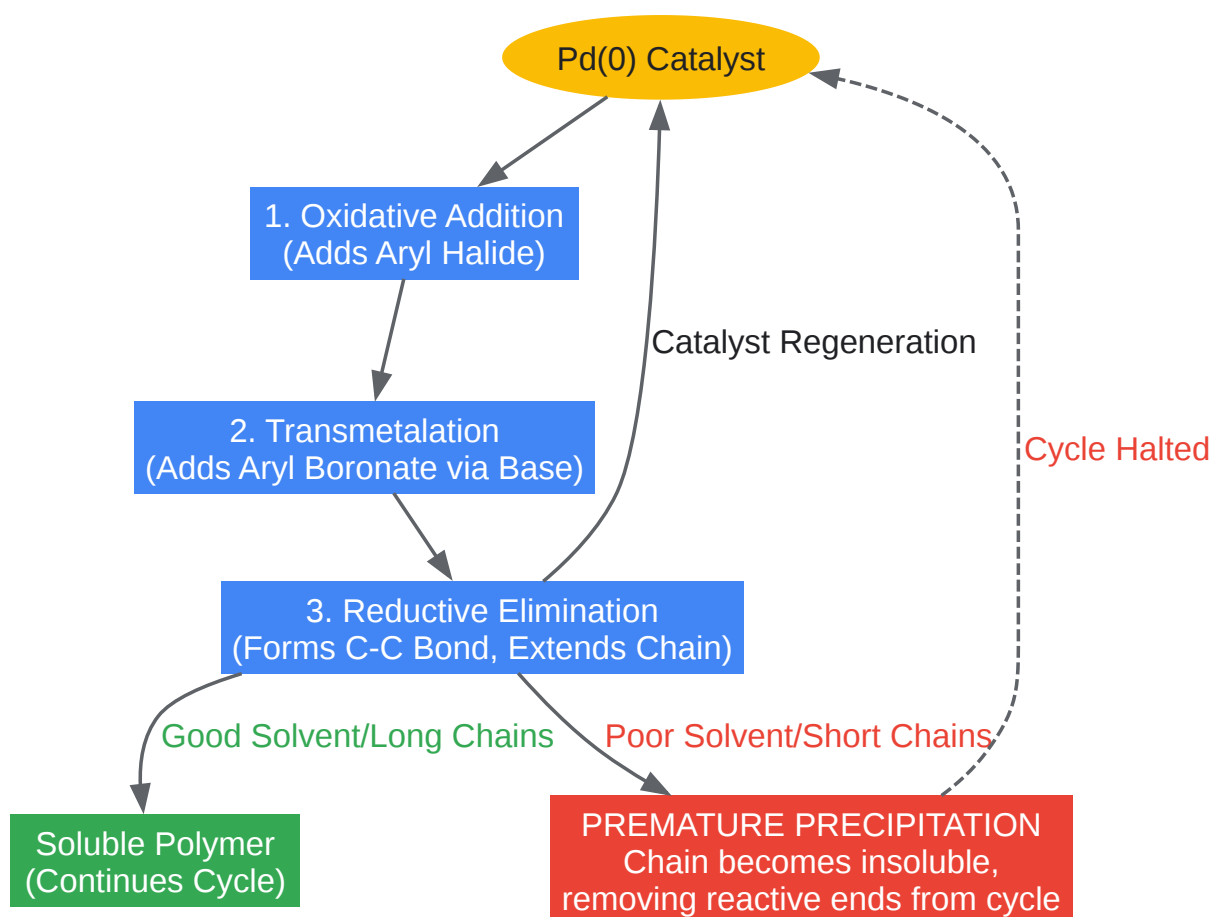 Pd(0) Catalyst
1. Oxidative Addition
(Adds Aryl Halide)
Catalyst Regeneration
2. Transmetalation
(Adds Aryl Boronate via Base)
Cycle Halted
3. Reductive Elimination
(Forms C-C Bond, Extends Chain)
Good Solvent/Long Chains
Poor Solvent/Short Chains
Soluble Polymer
(Continues Cycle)
PREMATURE PRECIPITATION
Chain becomes insoluble,
removing reactive ends from cycle